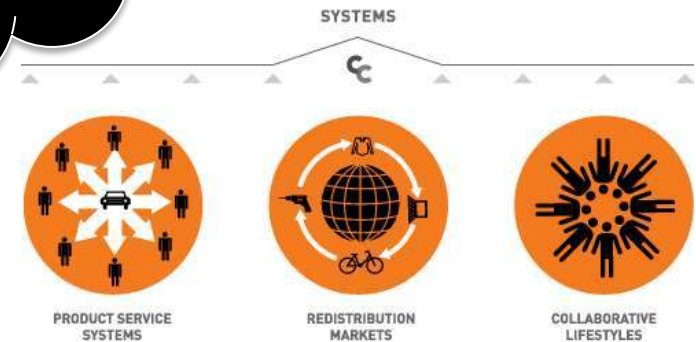 SYSTEMS
CC
PRODUCT SERVICE
SYSTEMS
REDISTRIBUTION
MARKETS
COLLABORATIVE
LIFESTYLES